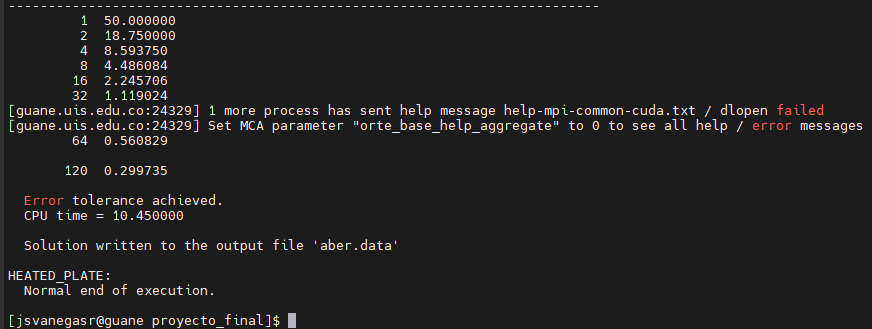 --------------------------------------------------------------------------
1 50.000000
2 18.750000
4 8.593750
8 4.486084
16 2.245706
32 1.119024
[guane.uis.edu.co:24329] 1 more process has sent help message help-mpi-common-cuda.txt / dlopen failed
[guane.uis.edu.co:24329] Set MCA parameter "orte_base_help_aggregate" to 0 to see all help / error messages
64 0.560829
120 0.299735
Error tolerance achieved.
CPU time = 10.450000
Solution written to the output file 'aber.data'
HEATED_PLATE:
Normal end of execution.
[jsvanegasr@guane proyecto_final]$